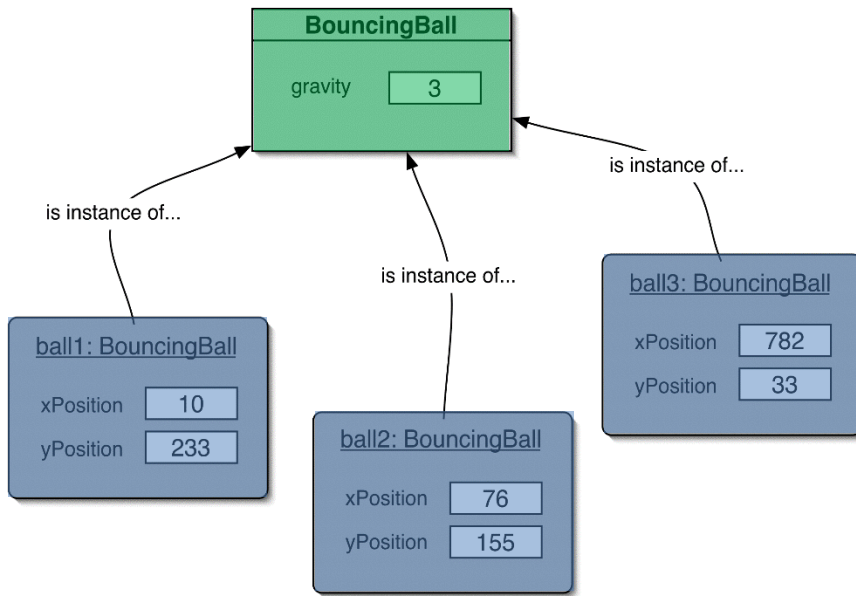 BouncingBall
gravity 3
is instance of...
is instance of...
is instance of...
ball1: BouncingBall
xPosition 10
yPosition 233
ball2: BouncingBall
xPosition 76
yPosition 155
ball3: BouncingBall
xPosition 782
yPosition 33